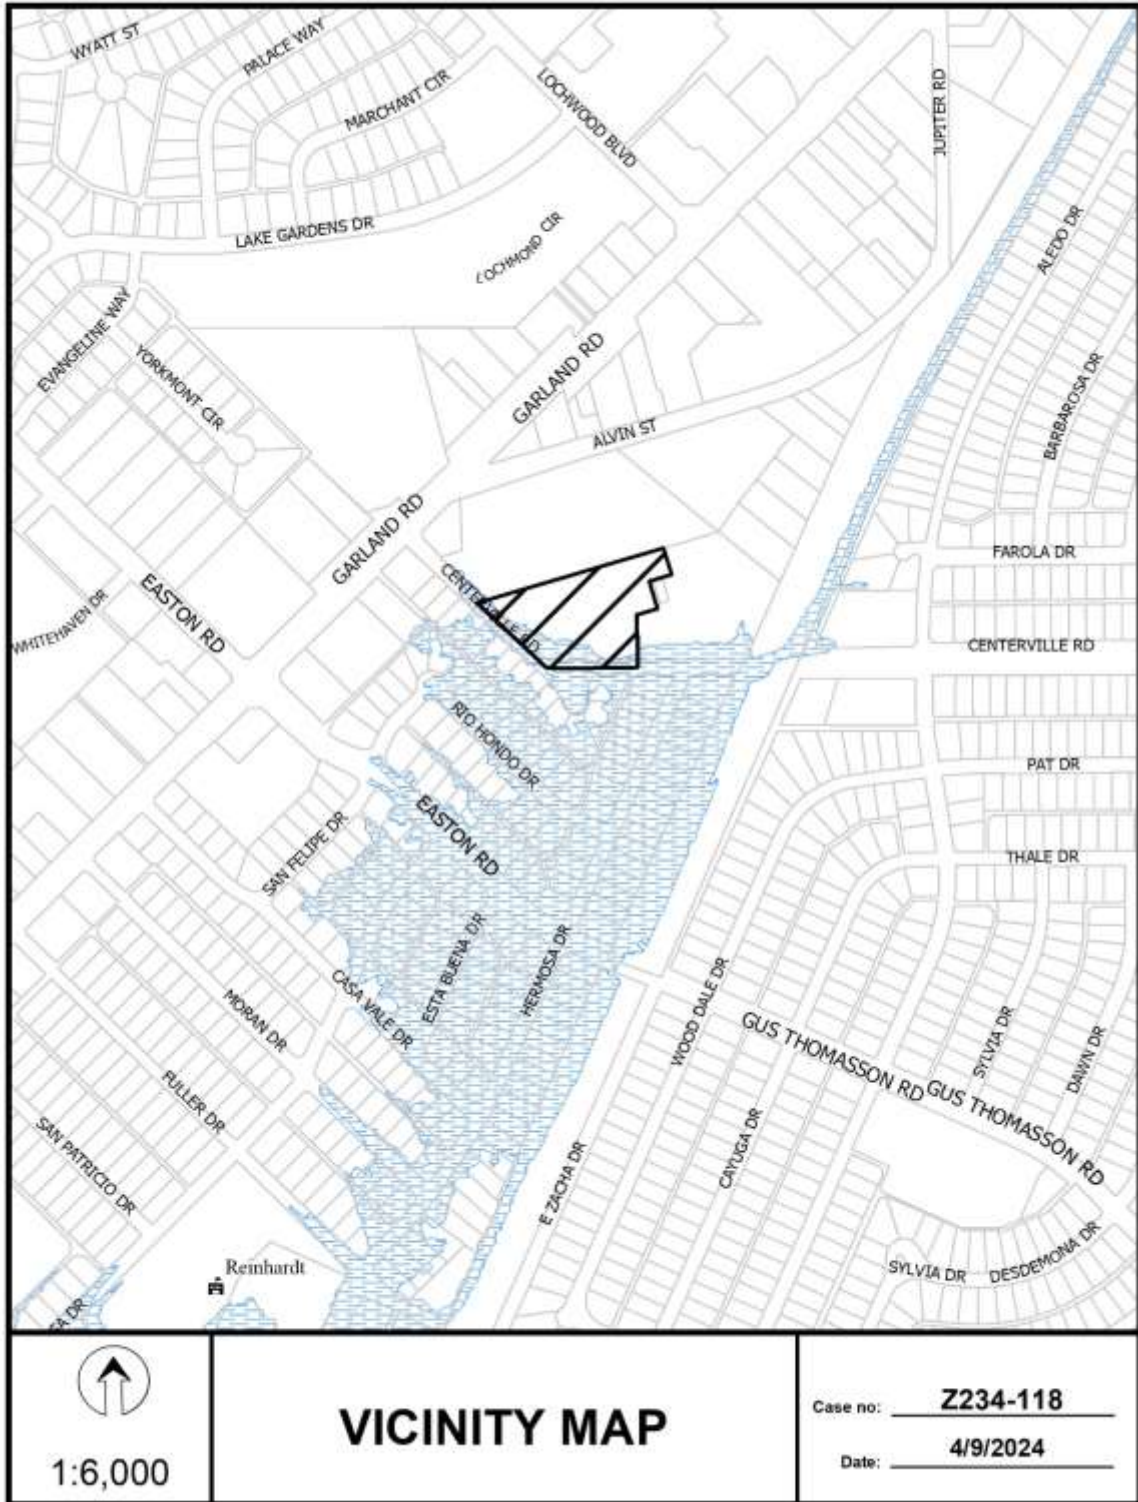 WYATT ST
PALACE WAY
MARCHANT CIR
LOCHWOOD BLVD
JUPITER RD
LAKE GARDENS DR
LOCHMOND CIR
ALEDO DR
EVANGELINE WAY
YORKMONT CIR
GARLAND RD
BARBAROSA DR
ALVIN ST
GARLAND RD
FAROLA DR
CENTERVILLE RD
EASTON RD
WHITEHAVEN DR
CENTERVILLE RD
RIO HONDO DR
PAT DR
EASTON RD
SAN FELIPE DR
THALE DR
ESTA BUENA DR
HERMOSA DR
CASA VALE DR
MORAN DR
WOOD DALE DR
GUS THOMASSON RD
SYLVIA DR
DAWN DR
FULLER DR
GUS THOMASSON RD
SAN PATRICIO DR
CAYUGA DR
E ZACHA DR
Reinhardt
SYLVIA DR
DESDEMONA DR
SA DR
1:6,000
VICINITY MAP
Case no: Z234-118
Date: 4/9/2024